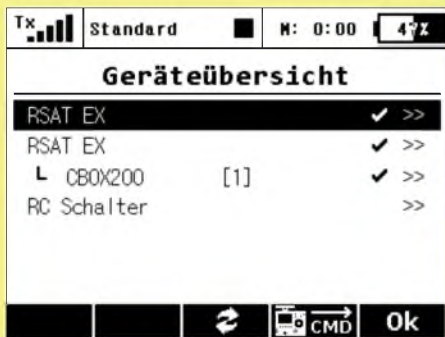 Tx Standard M: 0:00 47%
Geräteübersicht
RSAT EX >>
RSAT EX >>
L CBOX200 [1] >>
RC Schalter >>
CMD Ok